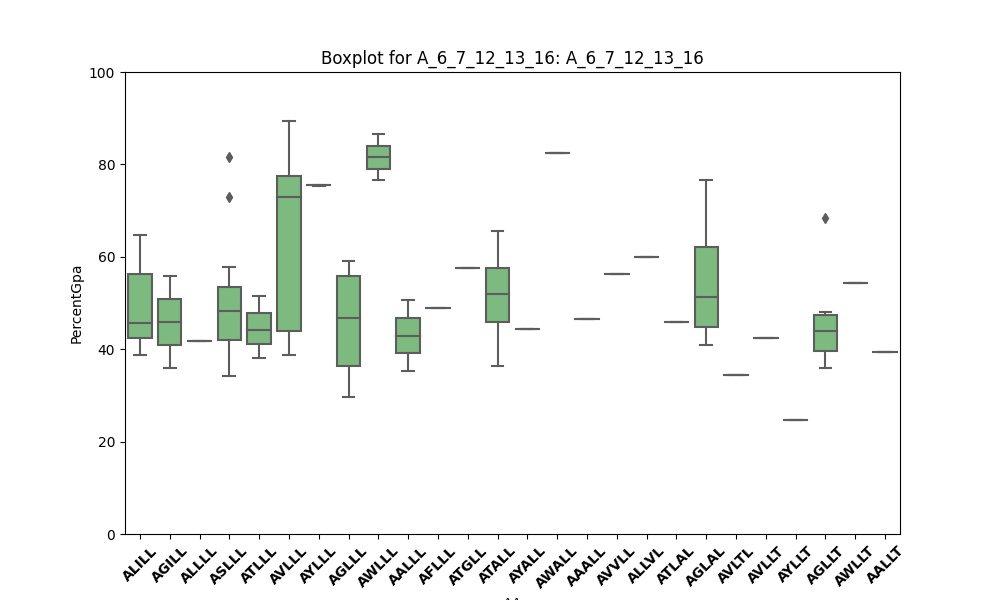 Boxplot for A_6_7_12_13_16: A_6_7_12_13_16
PercentGpa
100
80
60
40
20
0
ALILL
AGILL
ALLLL
ASLLL
ATLLL
AVLLL
AYLLL
AGLLL
AWLLL
AALLL
AFLLL
ATGLL
ATALL
AYALL
AWALL
AAALL
AVVLL
ALLVL
ATLAL
AGLAL
AVLTL
AVLLT
AYLLT
AGLLT
AWLLT
AALLT